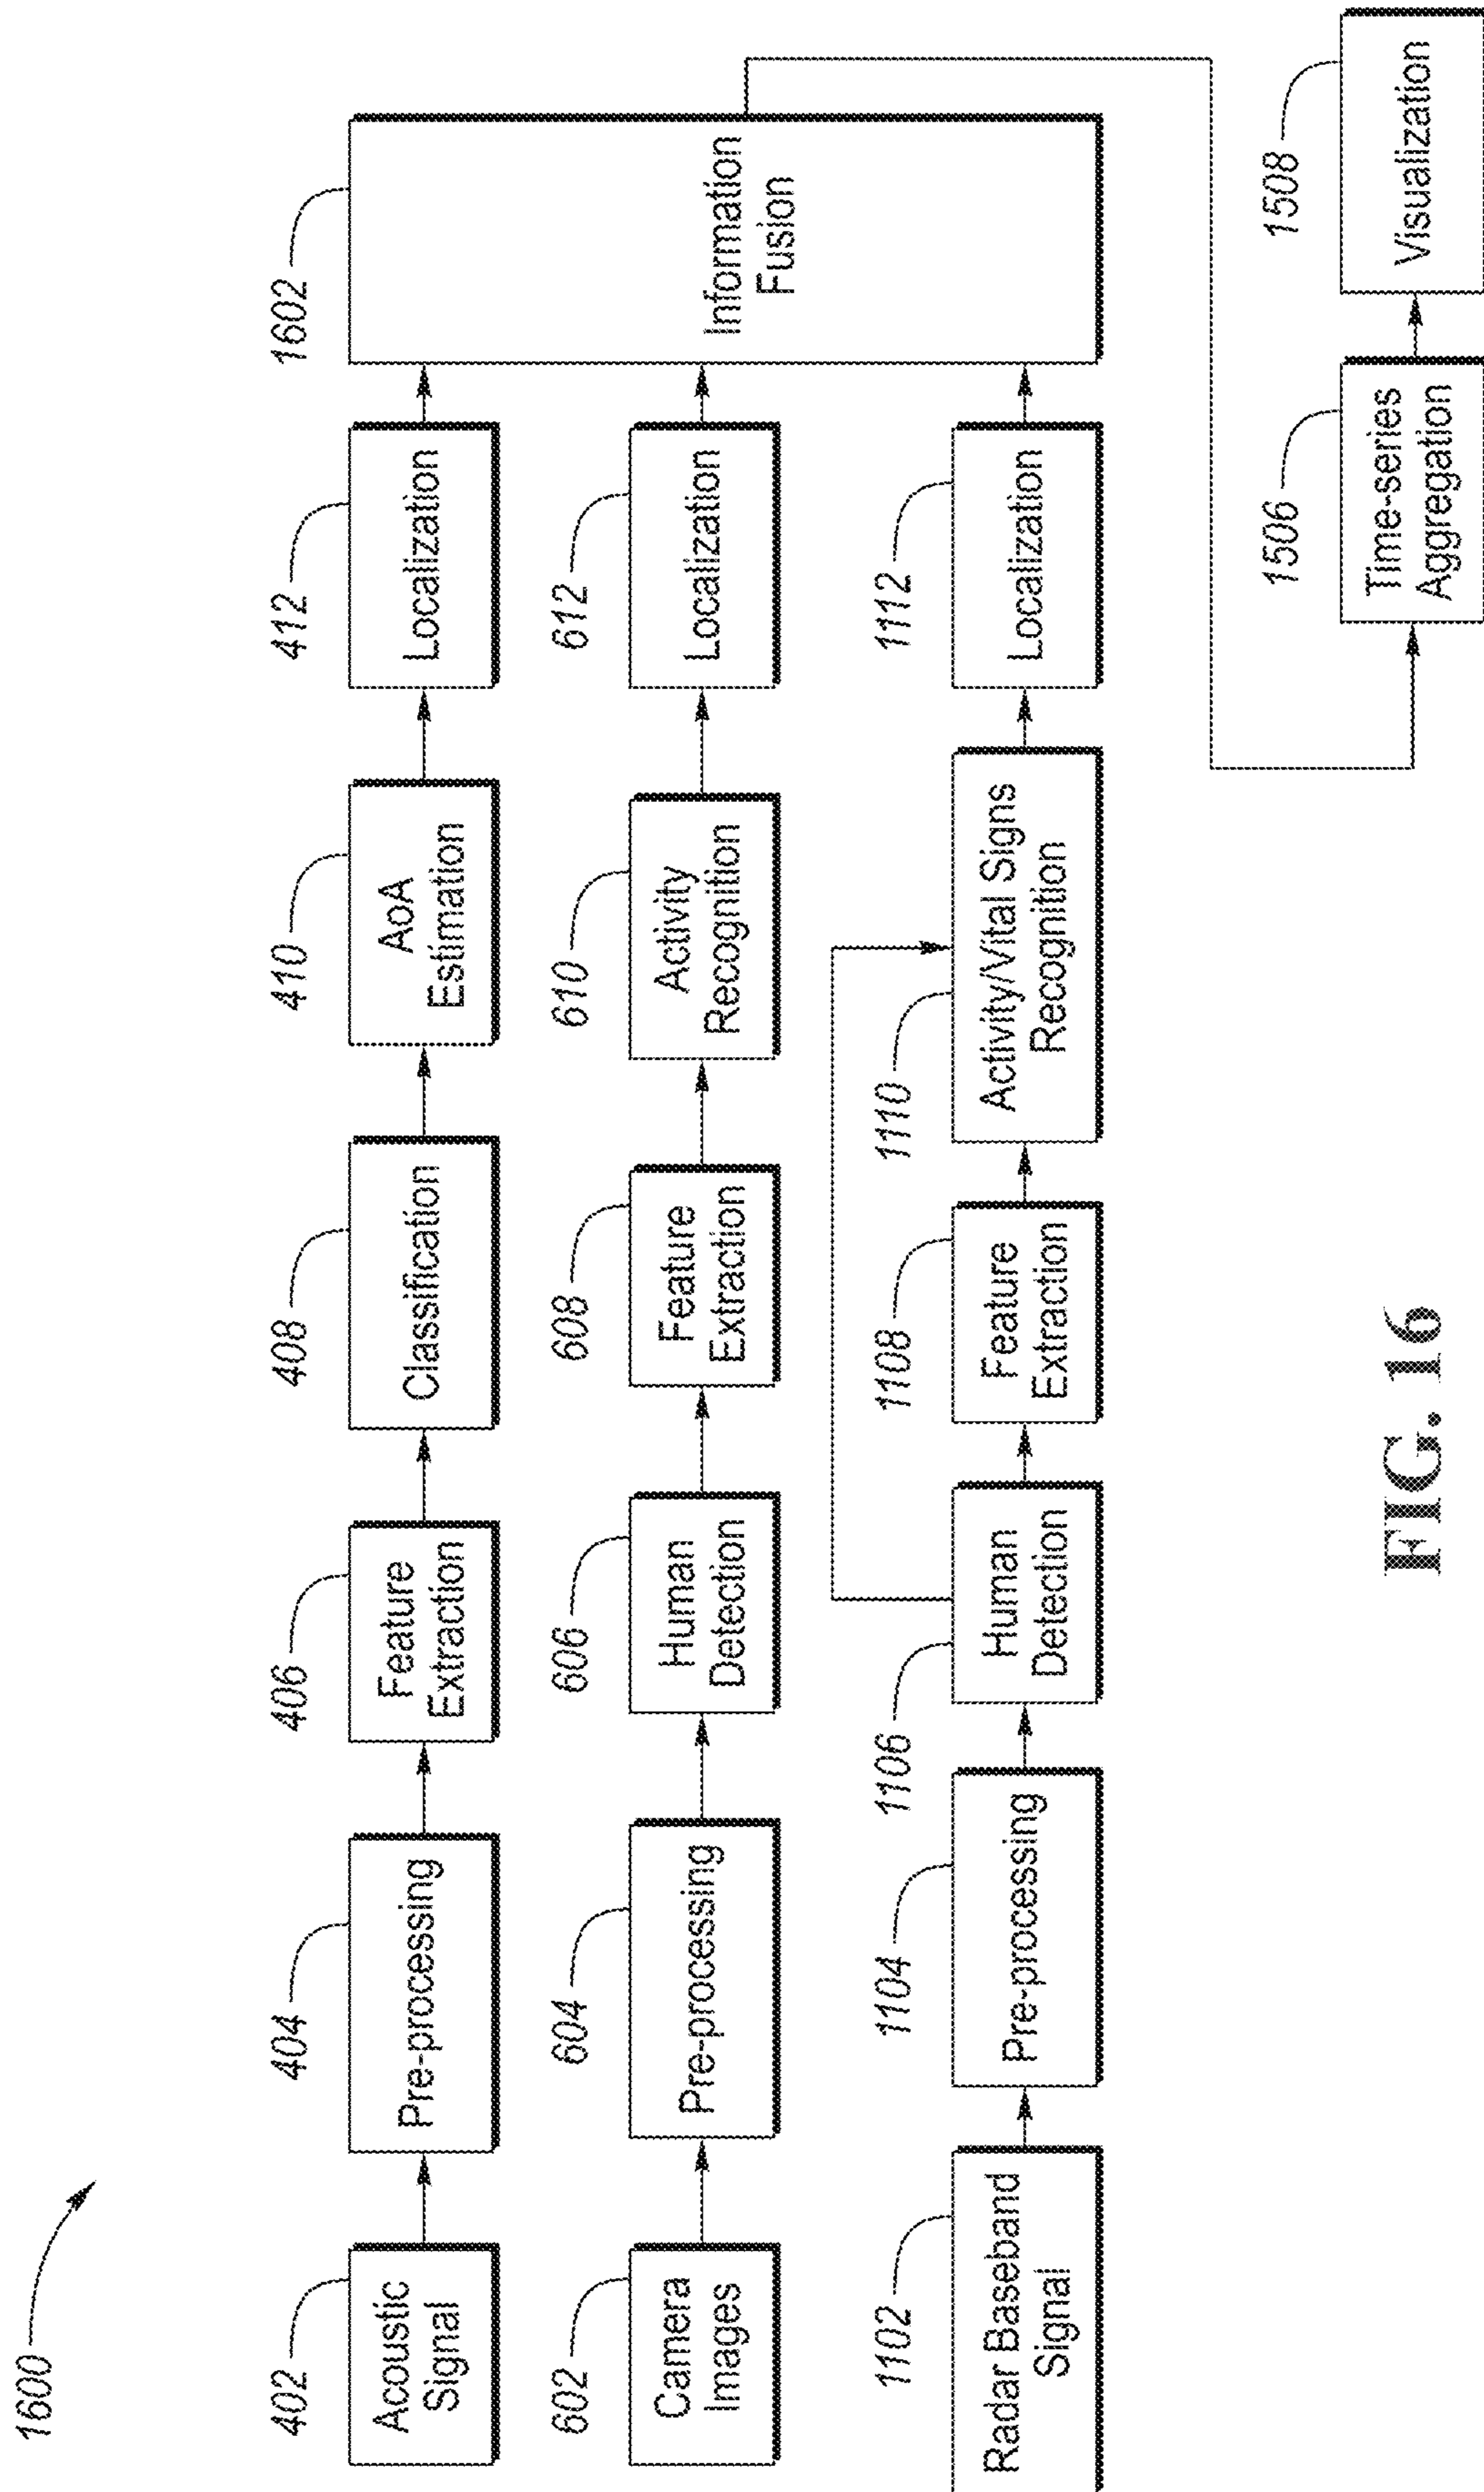 1600
402
Acoustic
Signal
404
Pre-processing
406
Feature
Extraction
408
Classification
410
AoA
Estimation
412
Localization
1602
Information
Fusion
602
Camera
Images
604
Pre-processing
606
Human
Detection
608
Feature
Extraction
610
Activity
Recognition
612
Localization
1102
Radar Baseband
Signal
1104
Pre-processing
1106
Human
Detection
1108
Feature
Extraction
1110
Activity/Vital Signs
Recognition
1112
Localization
1506
Time-series
Aggregation
1508
Visualization
FIG. 16